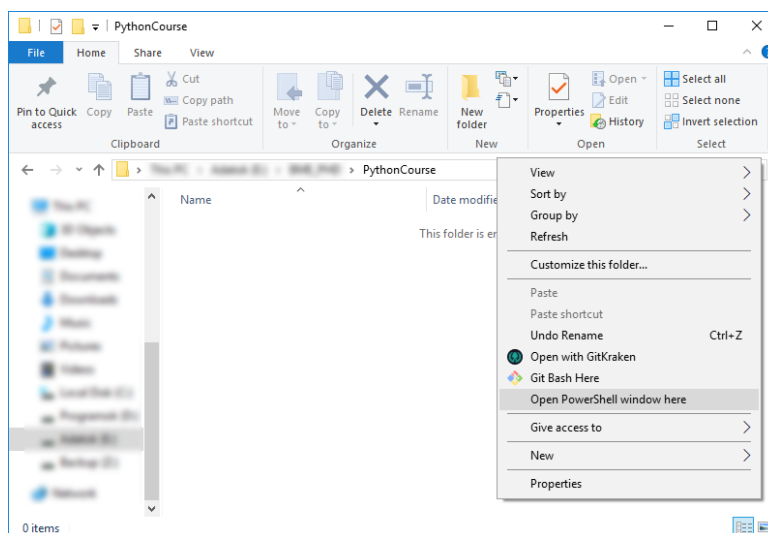 PythonCourse
File Home Share View
Pin to Quick access
Copy
Paste
Cut
Copy path
Paste shortcut
Clipboard
Move to
Copy to
Delete
Rename
Organize
New folder
New
Properties
Open
Edit
History
Open
Select all
Select none
Invert selection
Select
PythonCourse
Name
Date modifie
This folder is er
0 items
View
Sort by
Group by
Refresh
Customize this folder...
Paste
Paste shortcut
Undo Rename Ctrl+Z
Open with GitKraken
Git Bash Here
Open PowerShell window here
Give access to
New
Properties